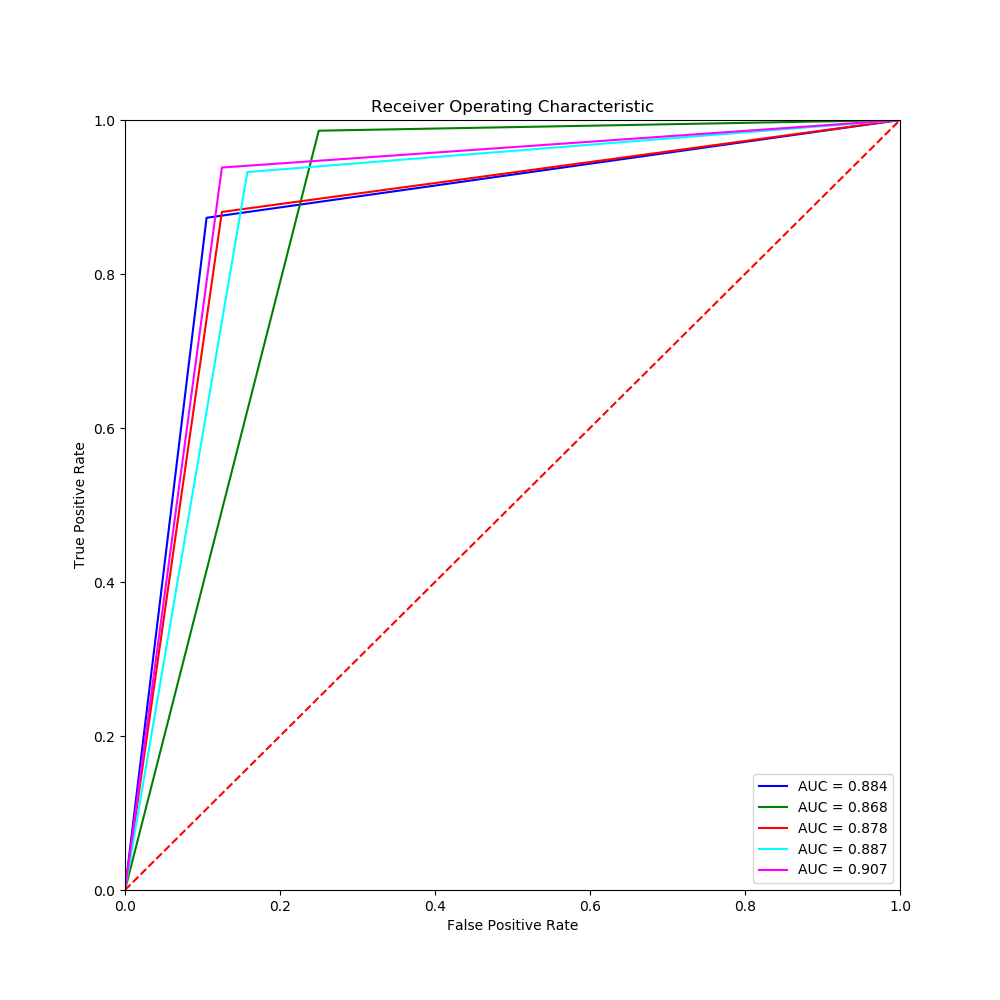 Receiver Operating Characteristic
1.0
0.8
0.6
0.4
0.2
0.0
True Positive Rate
0.0 0.2 0.4 0.6 0.8 1.0
False Positive Rate
AUC = 0.884
AUC = 0.868
AUC = 0.878
AUC = 0.887
AUC = 0.907